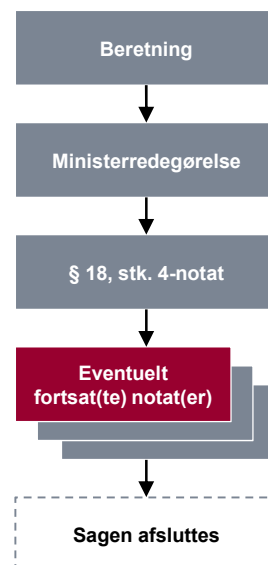 Beretning
Ministerredegørelse
§ 18, stk. 4-notat
Eventuelt
fortsat(te) notat(er)
Sagen afsluttes